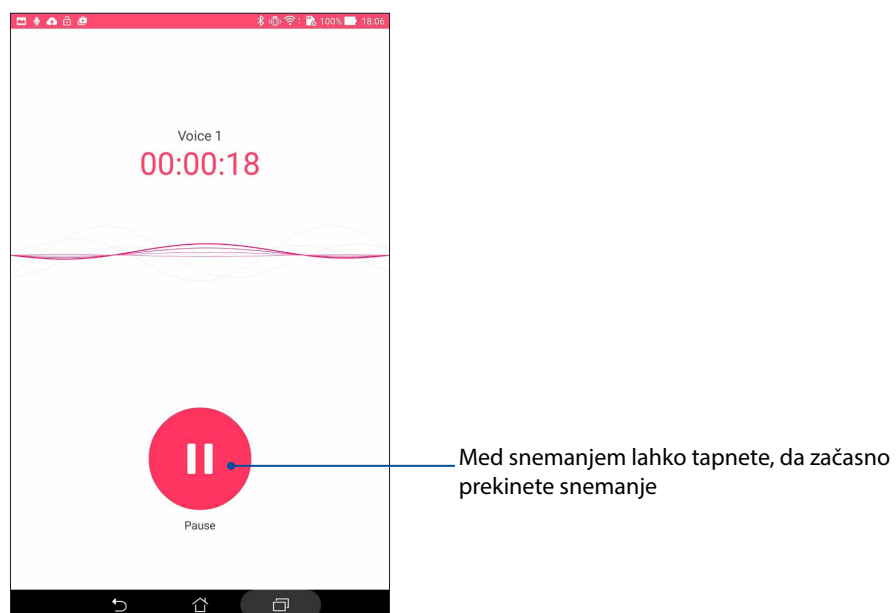 100% 18:06
Voice 1
00:00:18
Med snemanjem lahko tapnete, da začasno
prekinete snemanje
Pause